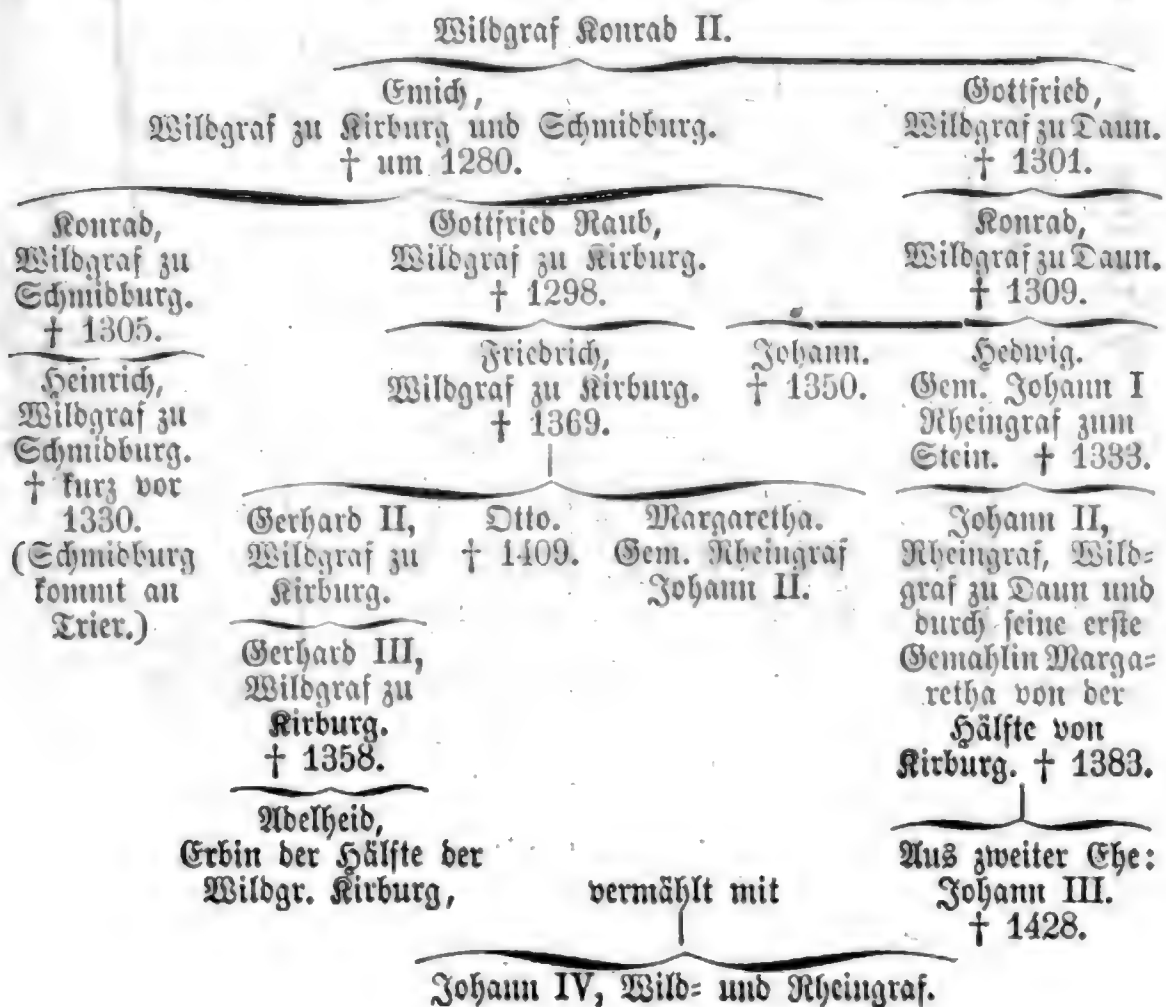 Wildgraf Konrad II.
Emich,
Wildgraf zu Kirburg und Schmidburg.
† um 1280.
Gottfried,
Wildgraf zu Daun.
† 1301.
Konrad,
Wildgraf zu
Schmidburg.
† 1305.
Gottfried Raub,
Wildgraf zu Kirburg.
† 1298.
Konrad,
Wildgraf zu Daun.
† 1309.
Heinrich,
Wildgraf zu
Schmidburg.
† kurz vor
1330.
(Schmidburg
kommt an
Trier.)
Friedrich,
Wildgraf zu Kirburg.
† 1369.
Johann.
† 1350.
Hedwig.
Gem. Johann I
Rheingraf zum
Stein. † 1333.
Gerhard II,
Wildgraf zu
Kirburg.
Otto.
† 1409.
Margaretha.
Gem. Rheingraf
Johann II.
Johann II,
Rheingraf, Wild-
graf zu Daun und
durch seine erste
Gemahlin Marga-
retha von der
Hälfte von
Kirburg. † 1383.
Gerhard III,
Wildgraf zu
Kirburg.
† 1358.
Adelheid,
Erbin der Hälfte der
Wildgr. Kirburg,
vermählt mit
Aus zweiter Ehe:
Johann III.
† 1428.
Johann IV, Wild- und Rheingraf.